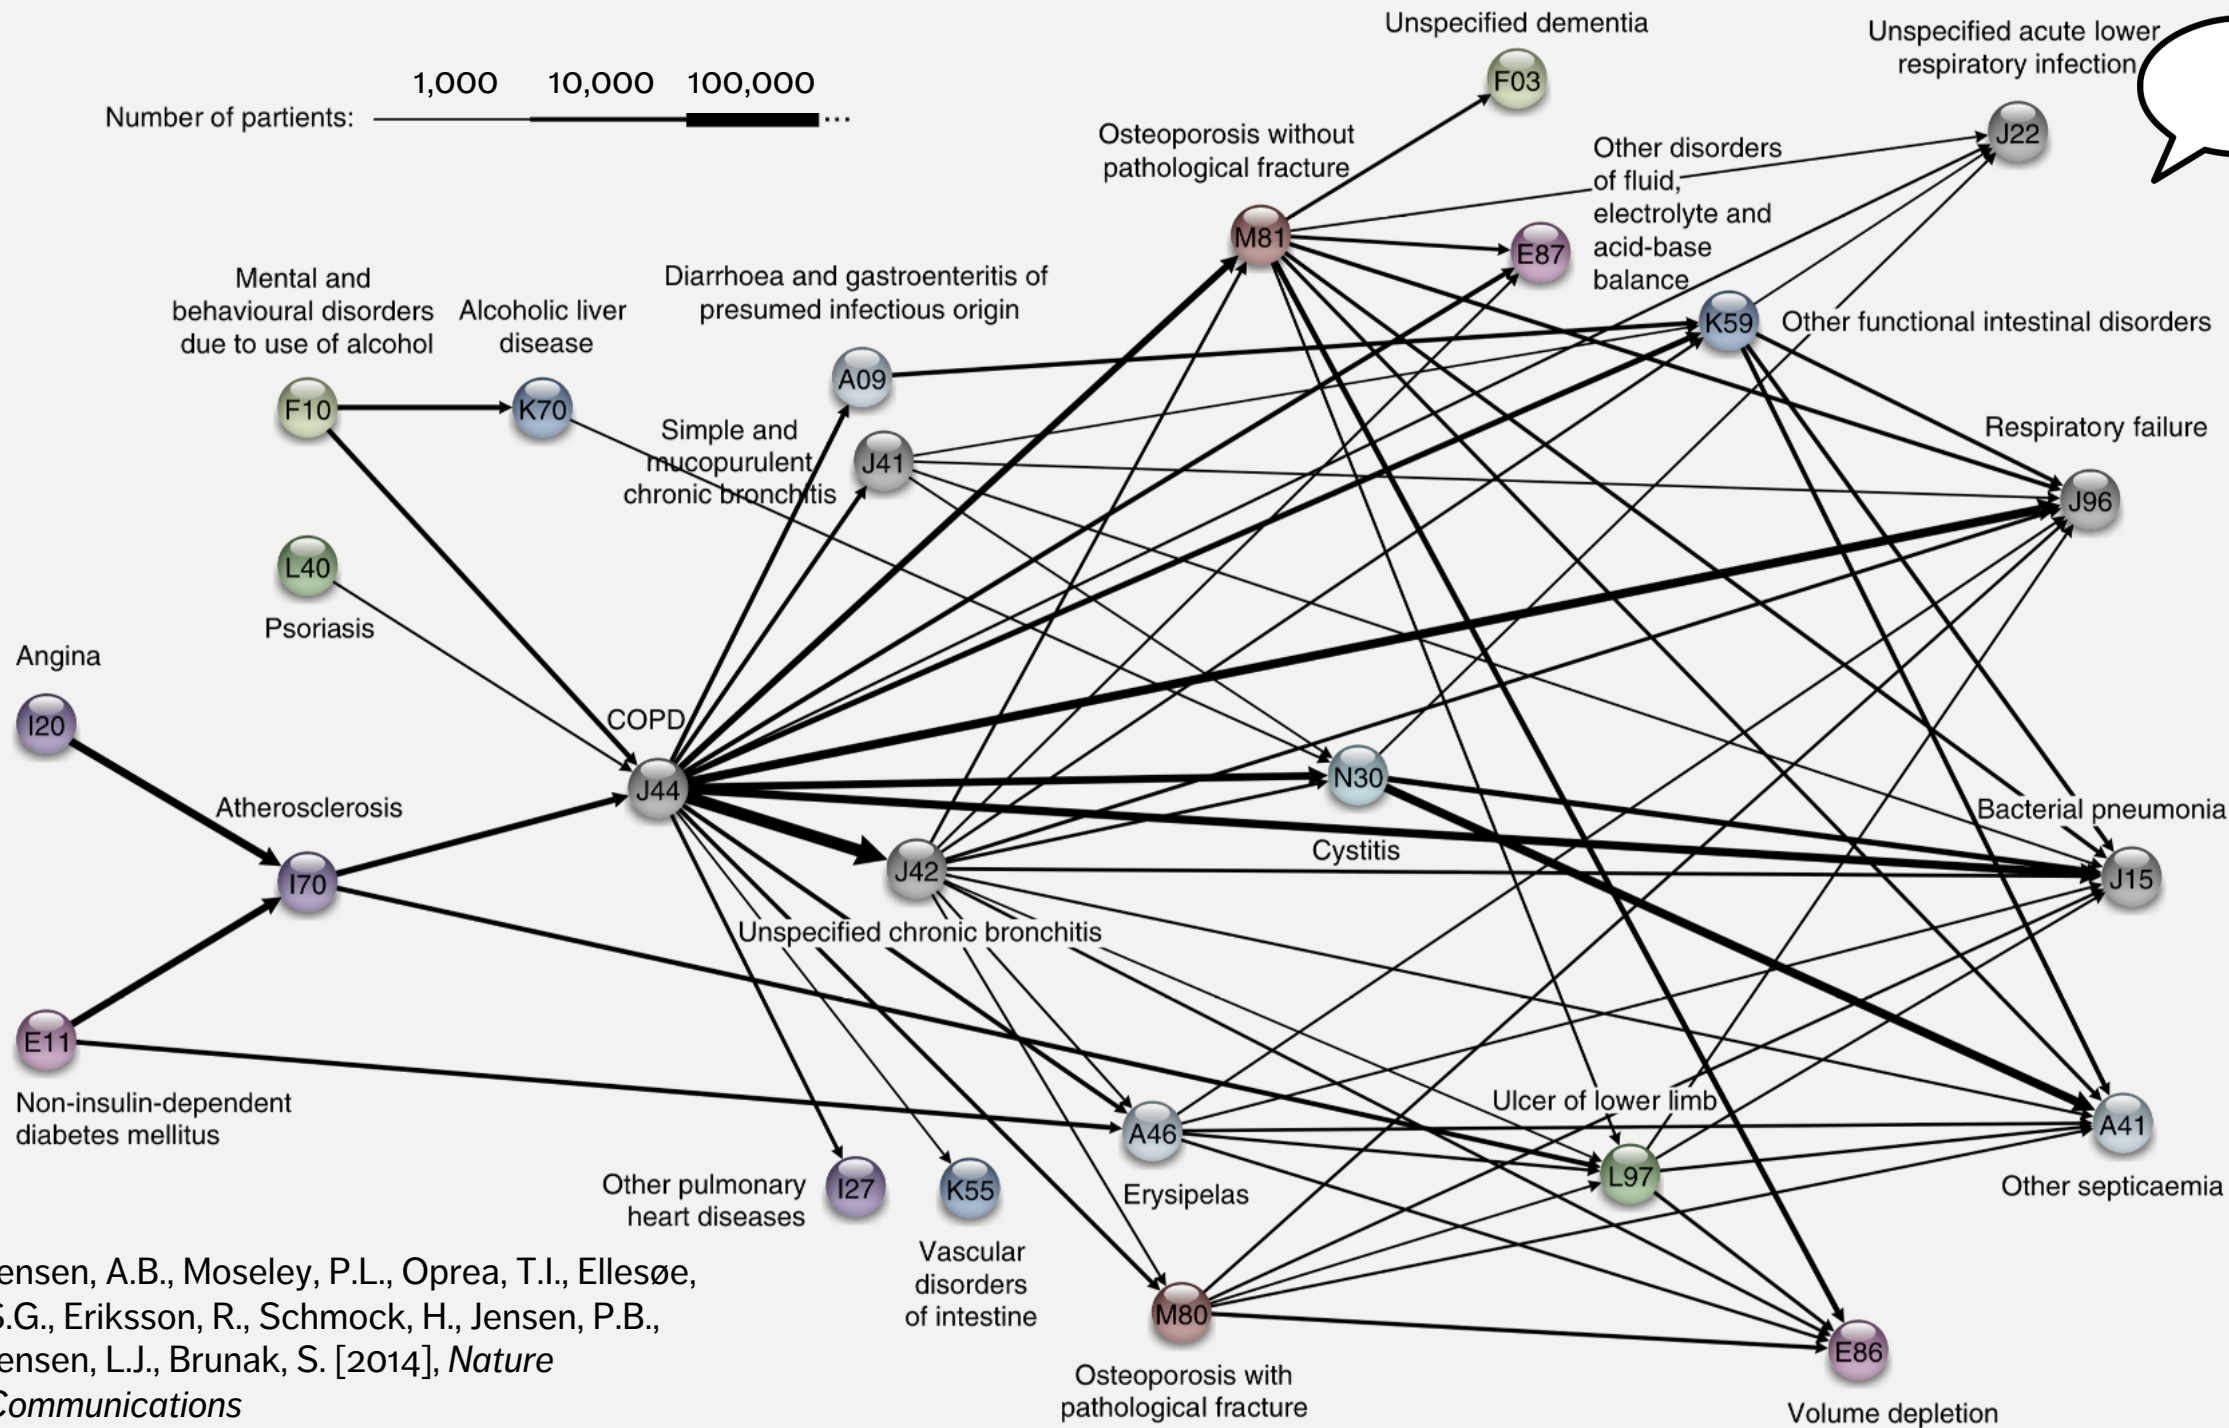 Unspecified dementia
F03
Unspecified acute lower
respiratory infection
J22
1,000 10,000 100,000
Number of partients: ...
Osteoporosis without
pathological fracture
M81
Other disorders
of fluid,
electrolyte and
acid-base
balance
E87
Mental and
behavioural disorders
due to use of alcohol
F10
Alcoholic liver
disease
K70
Diarrhoea and gastroenteritis of
presumed infectious origin
A09
K59
Other functional intestinal disorders
Simple and
mucopurulent
chronic bronchitis
J41
Respiratory failure
J96
L40
Psoriasis
Angina
I20
COPD
J44
Atherosclerosis
I70
N30
Cystitis
J42
Unspecified chronic bronchitis
Bacterial pneumonia
J15
E11
Non-insulin-dependent
diabetes mellitus
Other pulmonary
heart diseases
I27
K55
Vascular
disorders
of intestine
A46
Erysipelas
Ulcer of lower limb
L97
A41
Other septicaemia
M80
Osteoporosis with
pathological fracture
E86
Volume depletion
ensen, A.B., Moseley, P.L., Oprea, T.I., Ellesøe,
S.G., Eriksson, R., Schmock, H., Jensen, P.B.,
ensen, L.J., Brunak, S. [2014], Nature
Communications